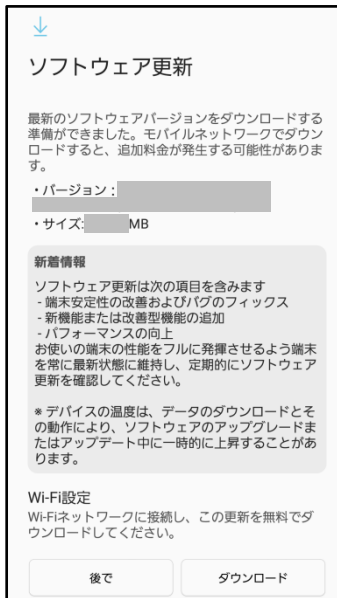 ソフトウェア更新
最新のソフトウェアバージョンをダウンロードする
準備ができました。モバイルネットワークでダウン
ロードすると、追加料金が発生する可能性がありま
す。
・バージョン：
・サイズ: MB
新着情報
ソフトウェア更新は次の項目を含みます
- 端末安定性の改善およびバグのフィックス
- 新機能または改善型機能の追加
- パフォーマンスの向上
お使いの端末の性能をフルに発揮させるよう端末
を常に最新状態に維持し、定期的にソフトウェア
更新を確認してください。
※ デバイスの温度は、データのダウンロードとそ
の動作により、ソフトウェアのアップグレードま
たはアップデート中に一時的に上昇することがあ
ります。
Wi-Fi設定
Wi-Fiネットワークに接続し、この更新を無料でダ
ウンロードしてください。
後で ダウンロード